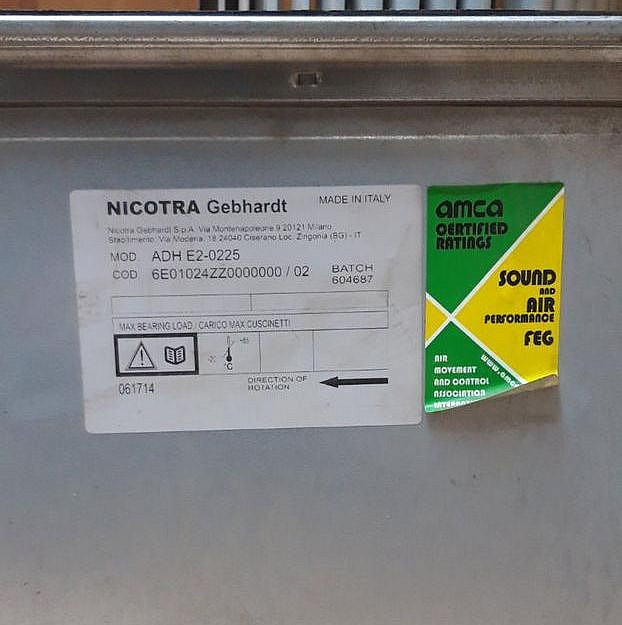 NICOTRA Gebhardt
MADE IN ITALY
Nicotra Gebhardt S.p.A. Via Montenapoleone 9 20121 Milano
Stabilimento: Via Modena, 18 24040 Ciserano Loc. Zingonia (BG) - IT
MOD. ADH E2-0225
COD. 6E01024ZZ0000000 / 02
BATCH
604687
MAX BEARING LOAD / CARICO MAX CUSCINETTI
°C
061714
DIRECTION OF
ROTATION
amca
CERTIFIED
RATINGS
SOUND
AND
AIR
PERFORMANCE
FEG
AIR
MOVEMENT
AND CONTROL
ASSOCIATION
www.amca